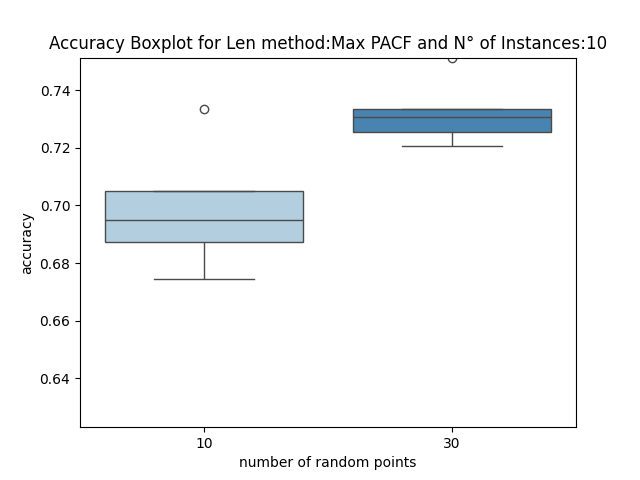 Accuracy Boxplot for Len method:Max PACF and N° of Instances:10
0.74
0.72
0.70
0.68
0.66
0.64
accuracy
10 30
number of random points